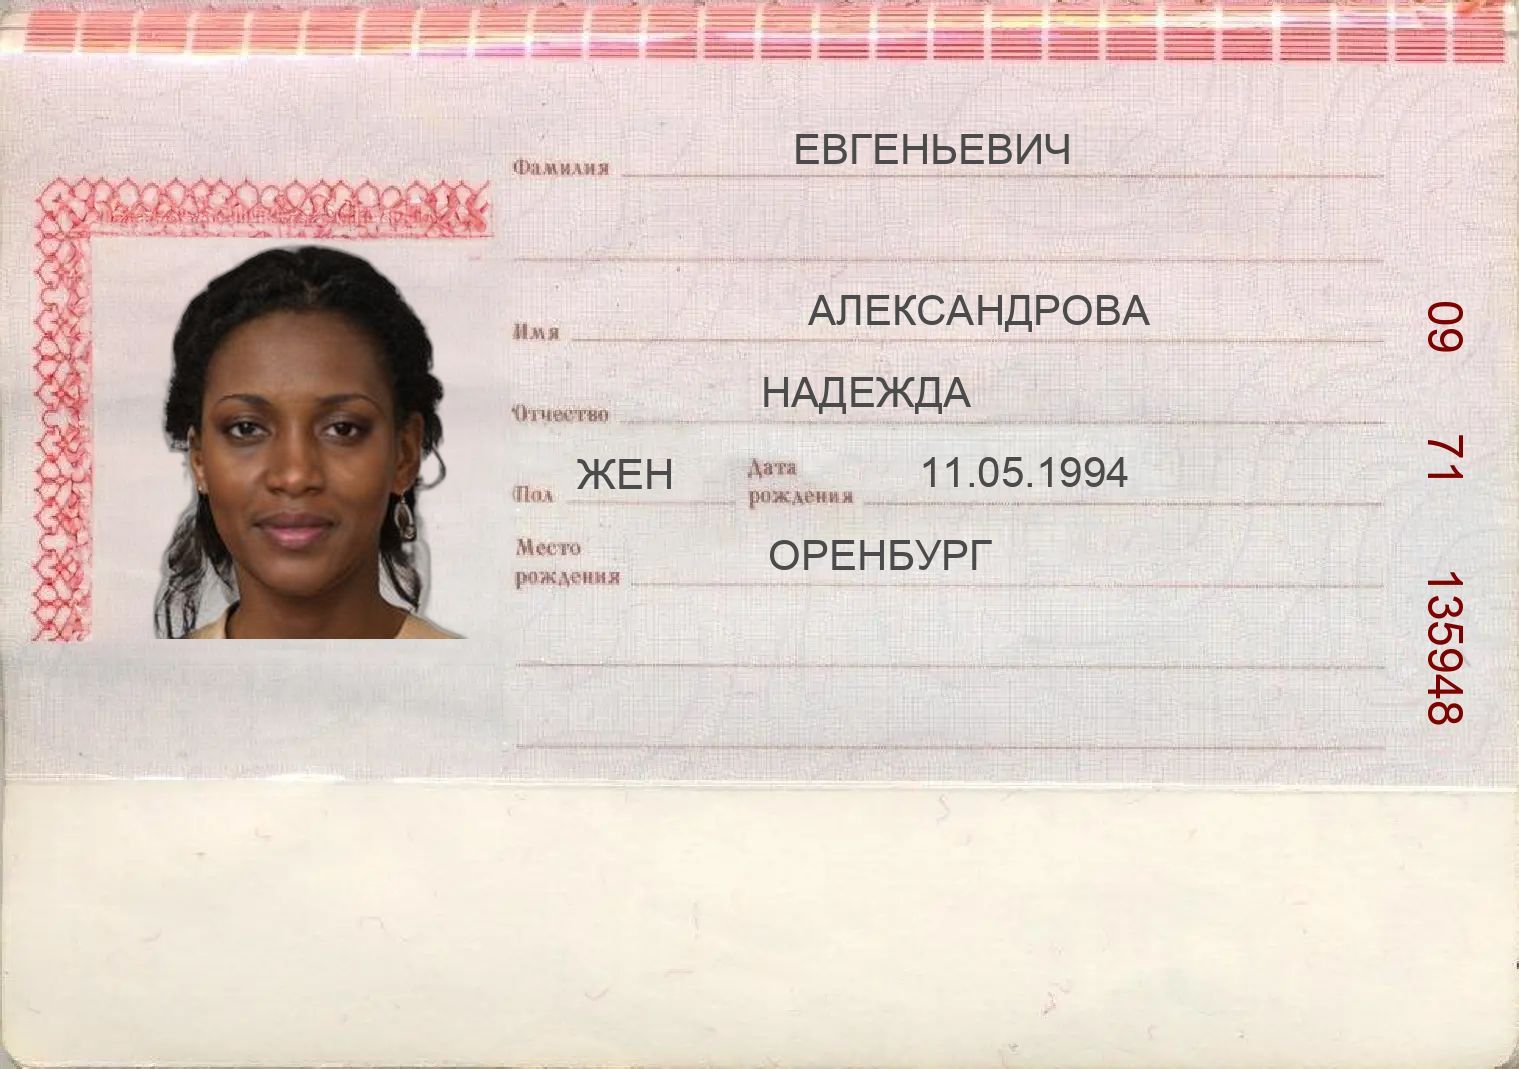 Фамилия ЕВГЕНЬЕВИЧ
Имя АЛЕКСАНДРОВА
Отчество НАДЕЖДА
Пол ЖЕН Дата рождения 11.05.1994
Место рождения ОРЕНБУРГ
09 71 135948